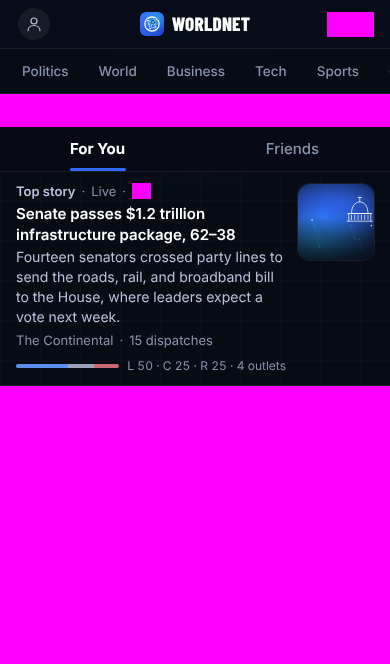 WORLDNET
Politics World Business Tech Sports
For You Friends
Top story · Live ·
Senate passes $1.2 trillion
infrastructure package, 62–38
Fourteen senators crossed party lines to
send the roads, rail, and broadband bill
to the House, where leaders expect a
vote next week.
The Continental · 15 dispatches
L 50 · C 25 · R 25 · 4 outlets